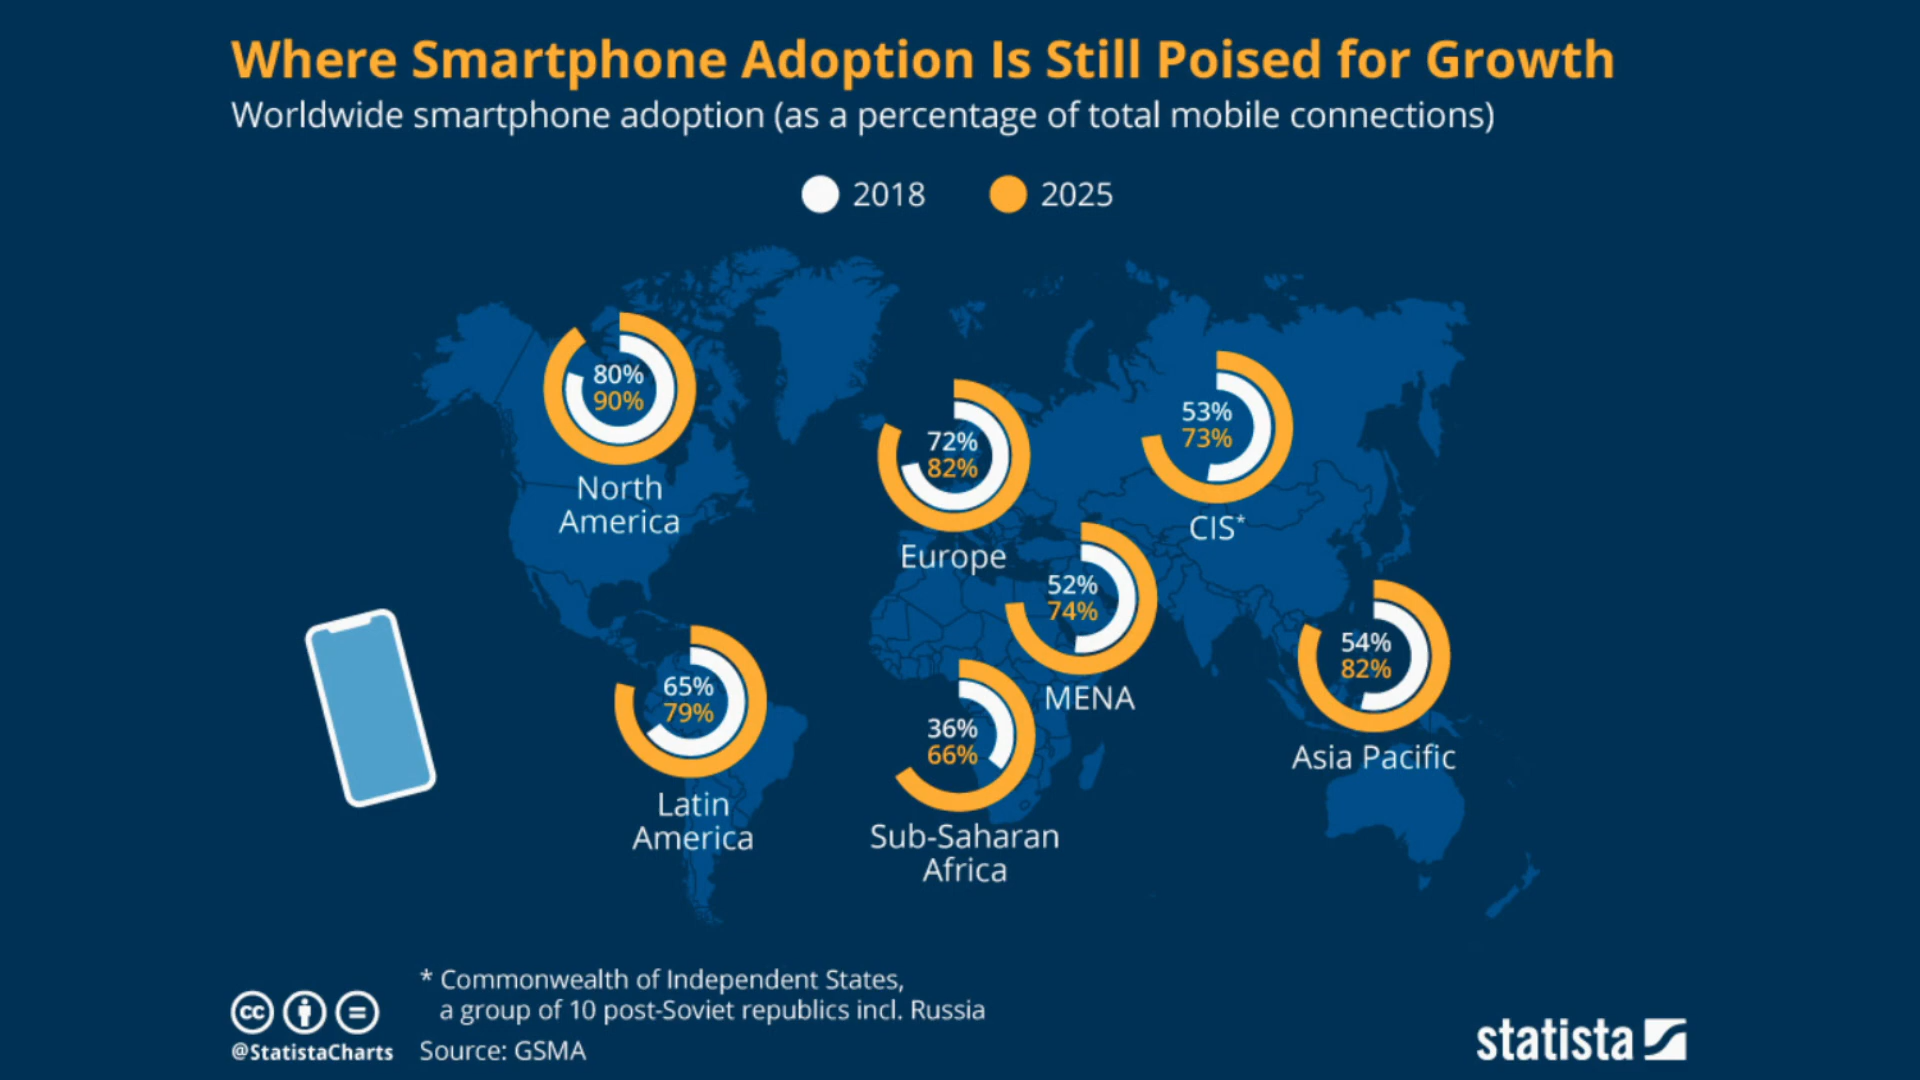 Where Smartphone Adoption Is Still Poised for Growth
Worldwide smartphone adoption (as a percentage of total mobile connections)
2018 2025
80%
90%
North
America
72%
82%
Europe
53%
73%
CIS*
52%
74%
MENA
54%
82%
Asia Pacific
65%
79%
Latin
America
36%
66%
Sub-Saharan
Africa
* Commonwealth of Independent States,
a group of 10 post-Soviet republics incl. Russia
cc
@StatistaCharts Source: GSMA
statista